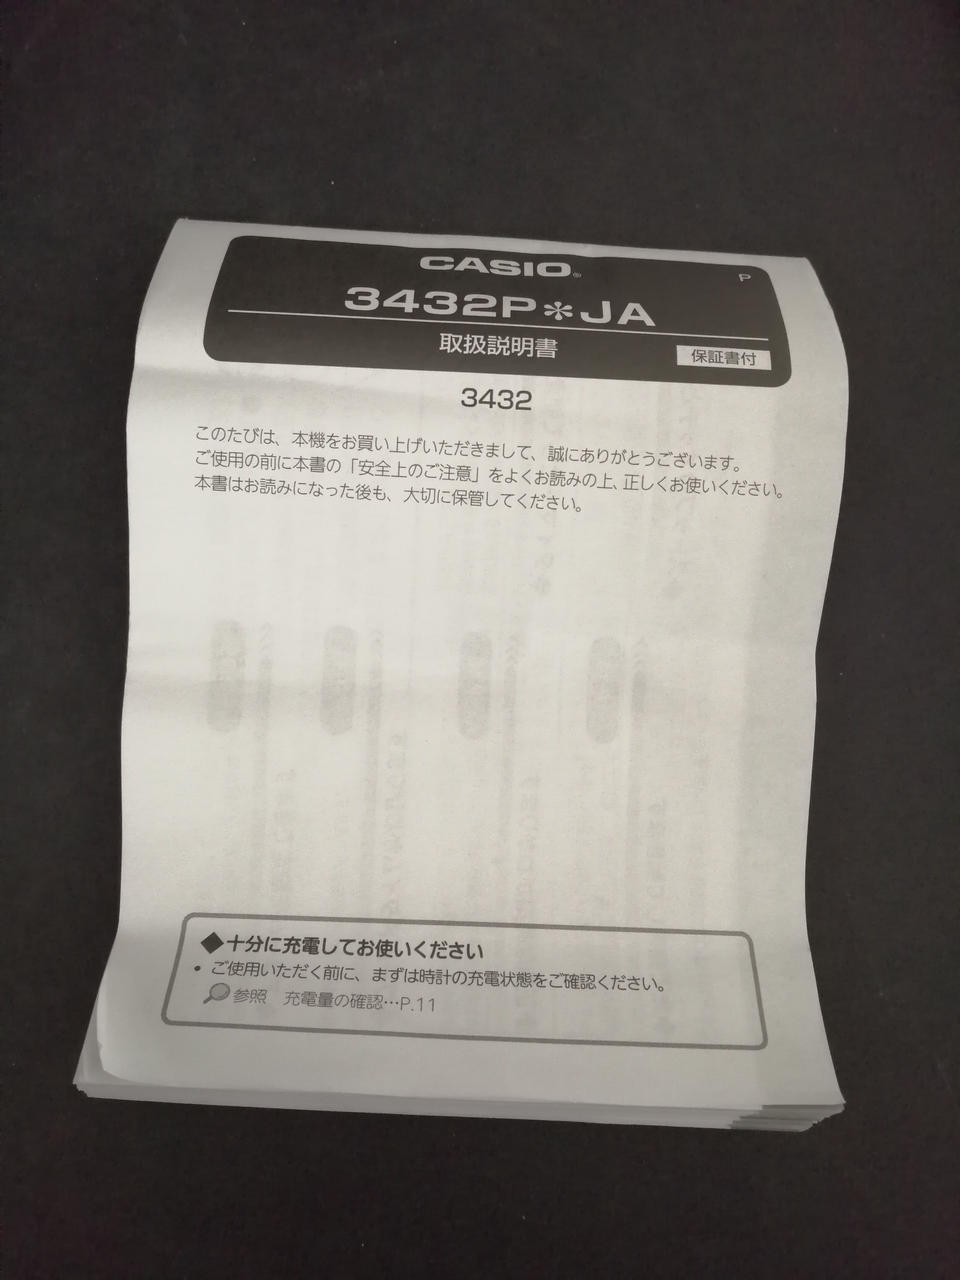 CASIO®
P
3432P*JA
取扱説明書
保証書付
3432
このたびは、本機をお買い上げいただきまして、誠にありがとうございます。
ご使用の前に本書の「安全上のご注意」をよくお読みの上、正しくお使いください。
本書はお読みになった後も、大切に保管してください。
◆十分に充電してお使いください
• ご使用いただく前に、まずは時計の充電状態をご確認ください。
参照 充電量の確認…P.11